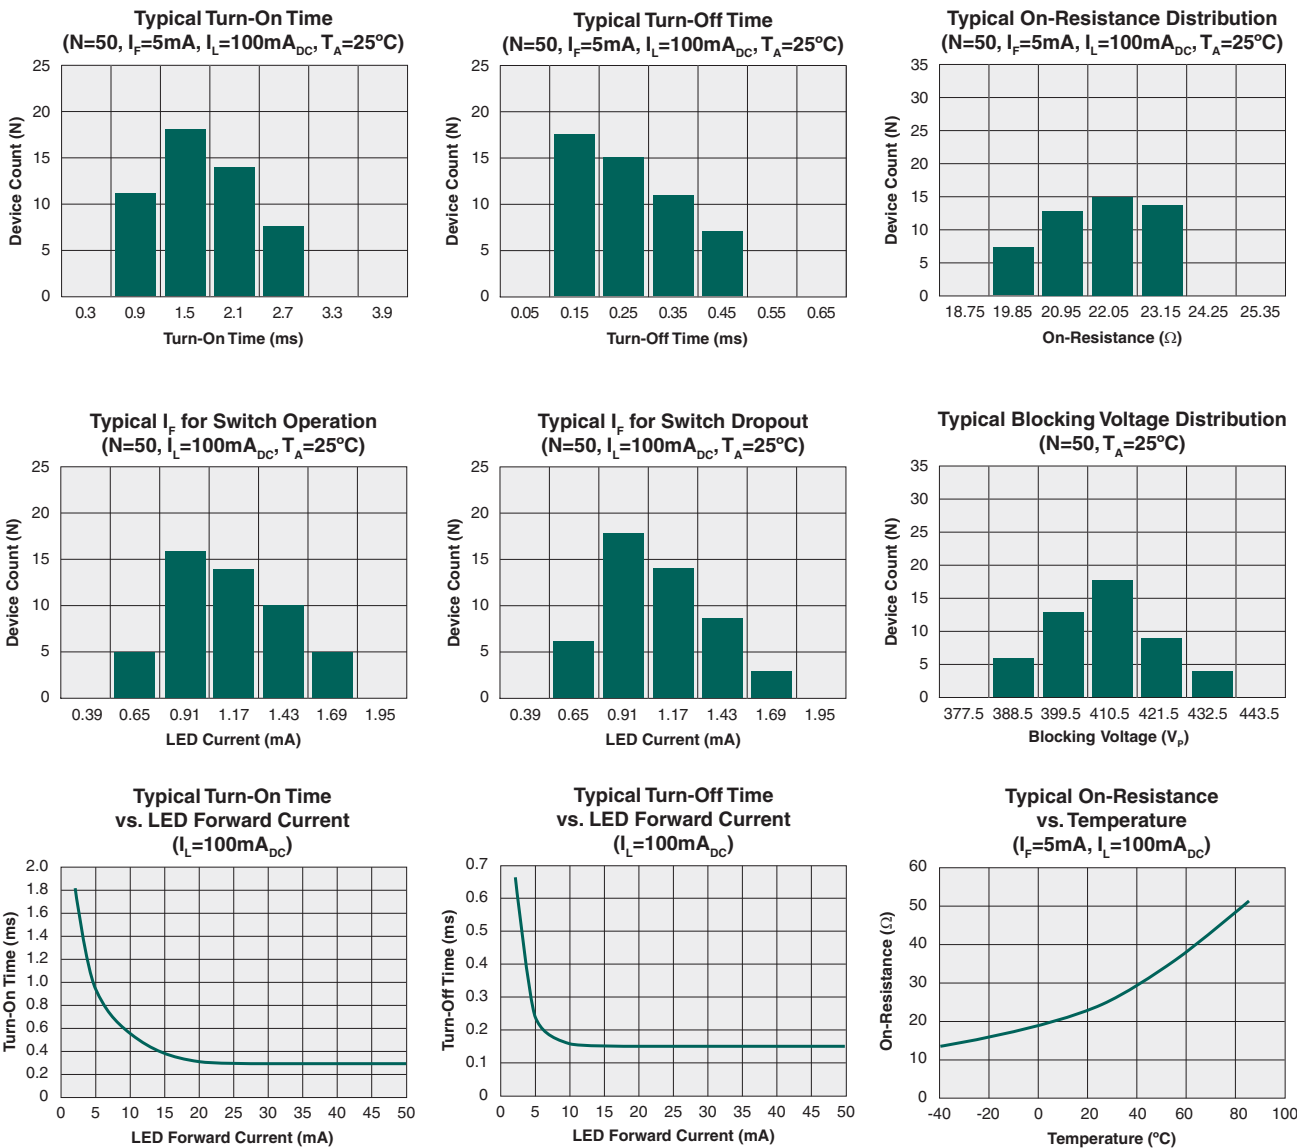 Typical Turn-On Time
(N=50, IF=5mA, IL=100mADC, TA=25ºC)
Device Count (N)
25
20
15
10
5
0
0.3 0.9 1.5 2.1 2.7 3.3 3.9
Turn-On Time (ms)
Typical Turn-Off Time
(N=50, IF=5mA, IL=100mADC, TA=25ºC)
Device Count (N)
25
20
15
10
5
0
0.05 0.15 0.25 0.35 0.45 0.55 0.65
Turn-Off Time (ms)
Typical On-Resistance Distribution
(N=50, IF=5mA, IL=100mADC, TA=25ºC)
Device Count (N)
35
30
25
20
15
10
5
0
18.75 19.85 20.95 22.05 23.15 24.25 25.35
On-Resistance (Ω)
Typical IF for Switch Operation
(N=50, IL=100mADC, TA=25ºC)
Device Count (N)
25
20
15
10
5
0
0.39 0.65 0.91 1.17 1.43 1.69 1.95
LED Current (mA)
Typical IF for Switch Dropout
(N=50, IL=100mADC, TA=25ºC)
Device Count (N)
25
20
15
10
5
0
0.39 0.65 0.91 1.17 1.43 1.69 1.95
LED Current (mA)
Typical Blocking Voltage Distribution
(N=50, TA=25ºC)
Device Count (N)
35
30
25
20
15
10
5
0
377.5 388.5 399.5 410.5 421.5 432.5 443.5
Blocking Voltage (VP)
Typical Turn-On Time
vs. LED Forward Current
(IL=100mADC)
Turn-On Time (ms)
2.0
1.8
1.6
1.4
1.2
1.0
0.8
0.6
0.4
0.2
0
0 5 10 15 20 25 30 35 40 45 50
LED Forward Current (mA)
Typical Turn-Off Time
vs. LED Forward Current
(IL=100mADC)
Turn-Off Time (ms)
0.7
0.6
0.5
0.4
0.3
0.2
0.1
0
0 5 10 15 20 25 30 35 40 45 50
LED Forward Current (mA)
Typical On-Resistance
vs. Temperature
(IF=5mA, IL=100mADC)
On-Resistance (Ω)
60
50
40
30
20
10
0
-40 -20 0 20 40 60 80 100
Temperature (ºC)